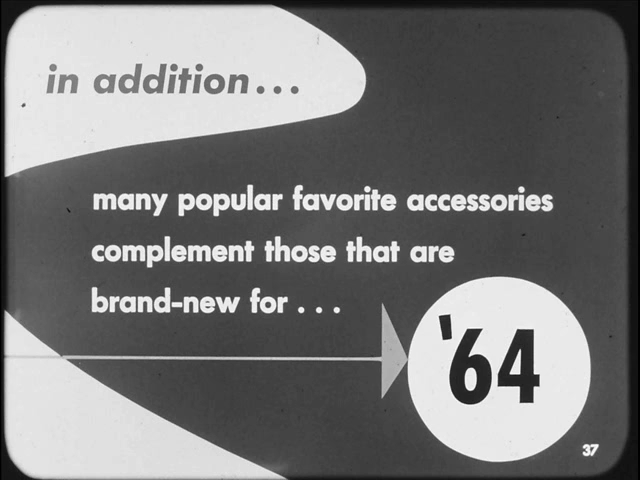 in addition...
many popular favorite accessories
complement those that are
brand-new for...
'64
37